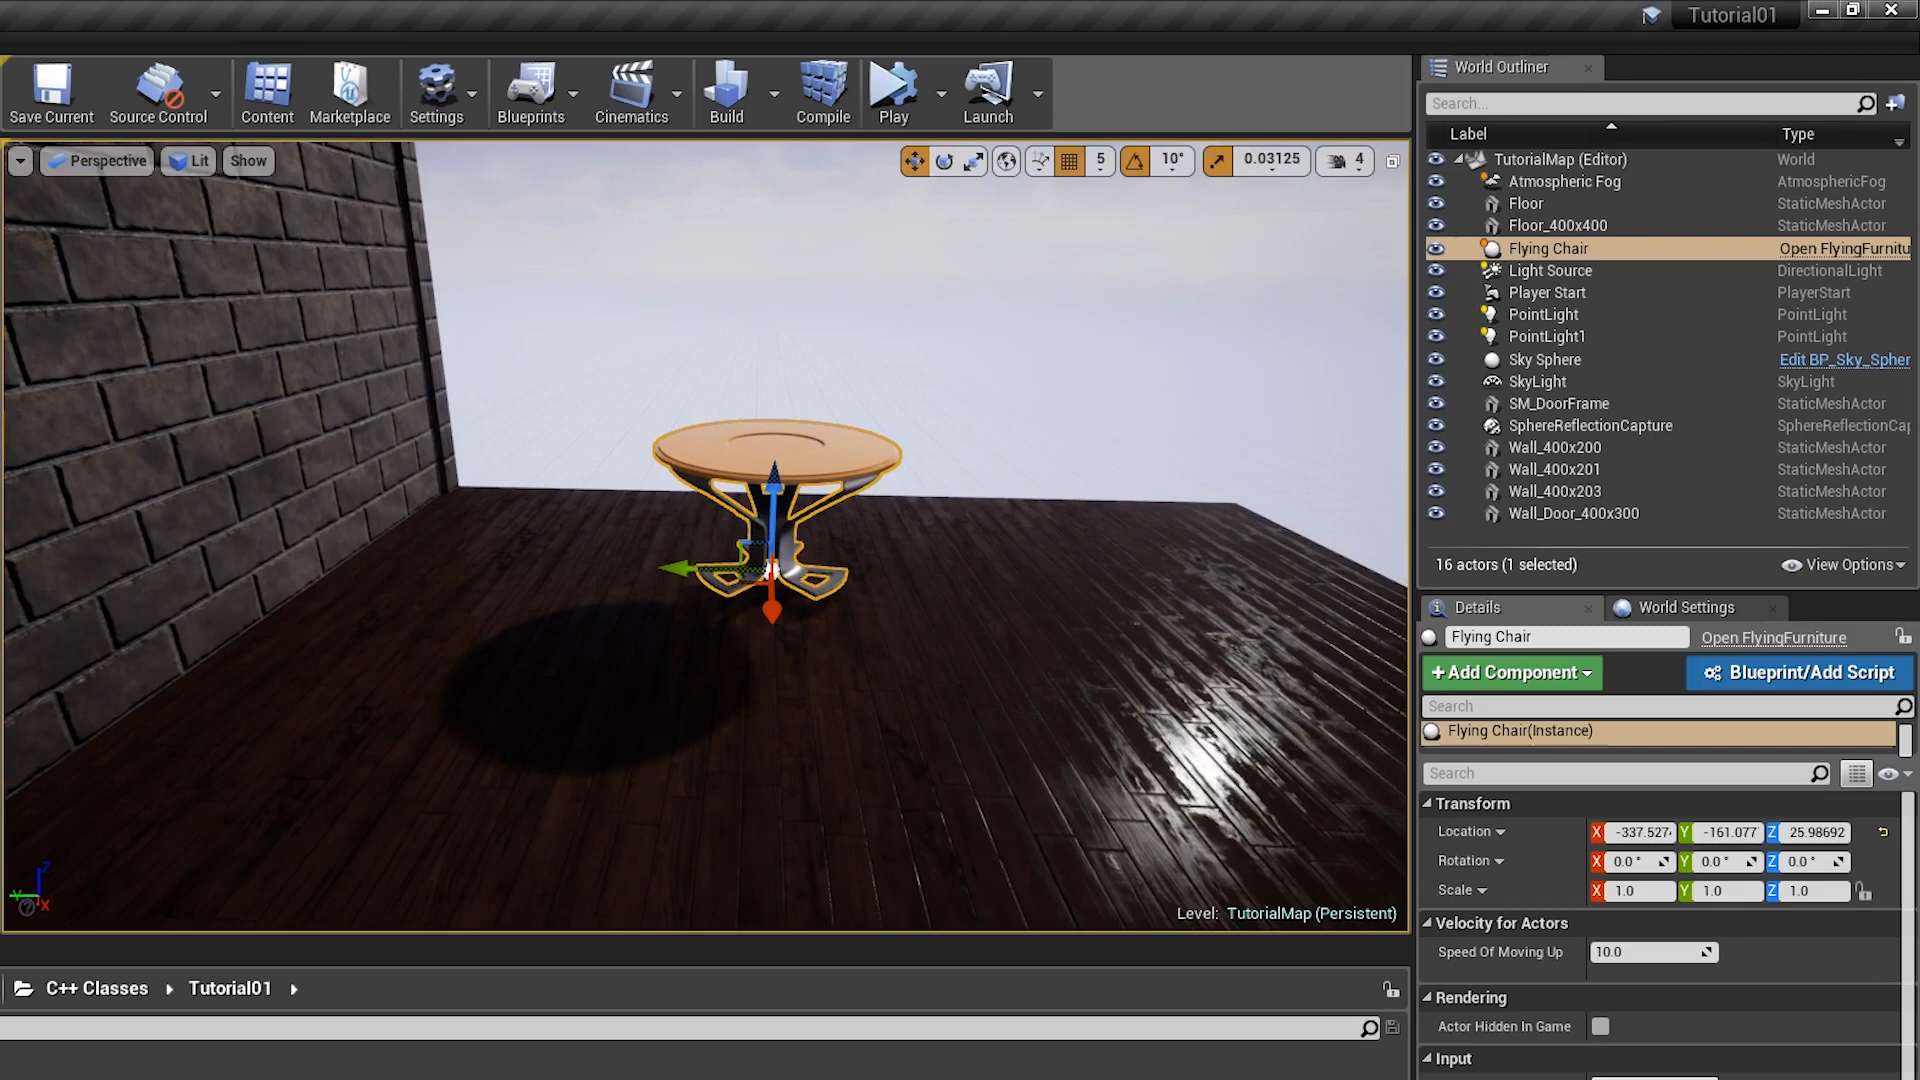 Tutorial01
Save Current
Source Control
Content
Marketplace
Settings
Blueprints
Cinematics
Build
Compile
Play
Launch
Perspective
Lit
Show
5
10°
0.03125
4
Level: TutorialMap (Persistent)
Z
Y
X
C++ Classes
Tutorial01
World Outliner
Search...
Label Type
TutorialMap (Editor) World
Atmospheric Fog AtmosphericFog
Floor StaticMeshActor
Floor_400x400 StaticMeshActor
Flying Chair Open FlyingFurnitu
Light Source DirectionalLight
Player Start PlayerStart
PointLight PointLight
PointLight1 PointLight
Sky Sphere Edit BP_Sky_Spher
SkyLight SkyLight
SM_DoorFrame StaticMeshActor
SphereReflectionCapture SphereReflectionCap
Wall_400x200 StaticMeshActor
Wall_400x201 StaticMeshActor
Wall_400x203 StaticMeshActor
Wall_Door_400x300 StaticMeshActor
16 actors (1 selected)
View Options
Details
World Settings
Flying Chair
Open FlyingFurniture
+Add Component
Blueprint/Add Script
Search
Flying Chair(Instance)
Search
Transform
Location X -337.527 Y -161.077 Z 25.98692
Rotation X 0.0° Y 0.0° Z 0.0°
Scale X 1.0 Y 1.0 Z 1.0
Velocity for Actors
Speed Of Moving Up 10.0
Rendering
Actor Hidden In Game
Input